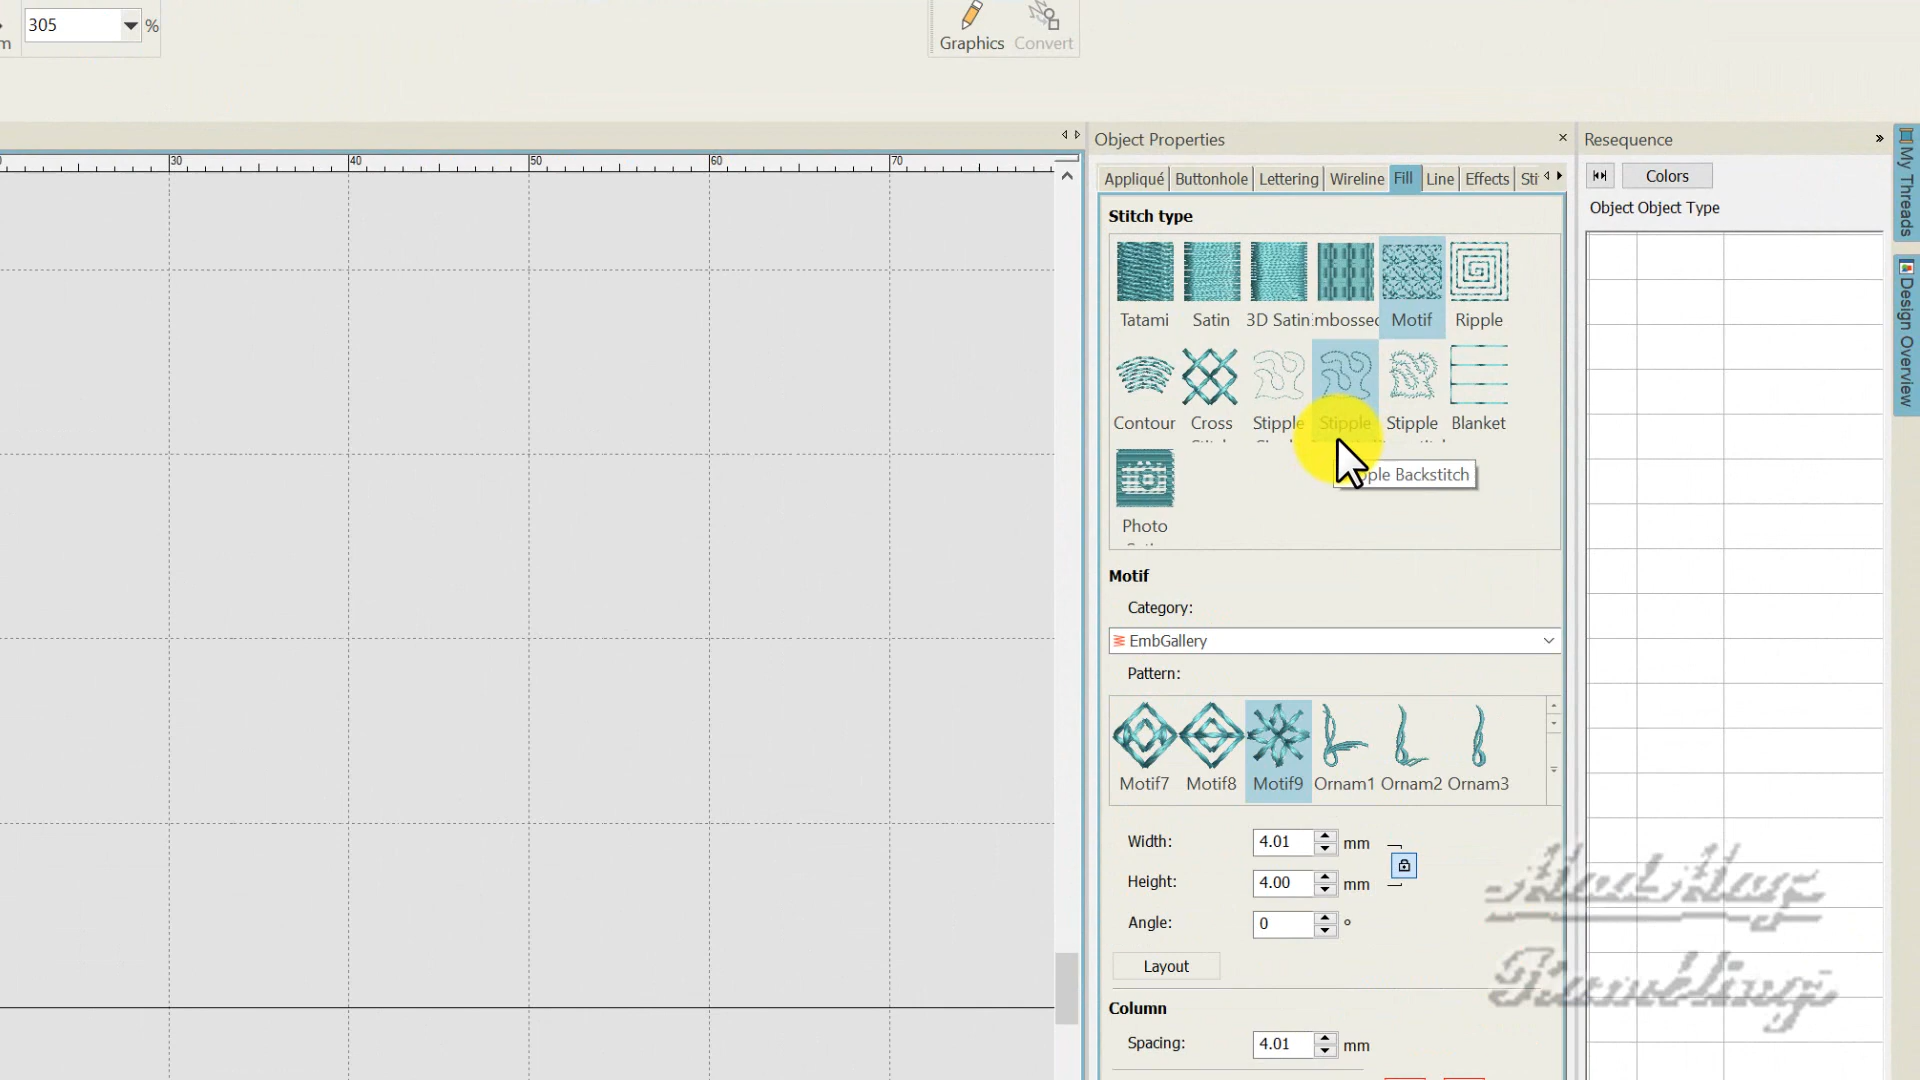 m 305 %
Graphics Convert
Object Properties
Resequence
Appliqué Buttonhole Lettering Wireline Fill Line Effects Sti
Colors
Object Object Type
My Threads
Design Overview
Stitch type
Tatami Satin 3D Satin mbossed Motif Ripple
Contour Cross Stipple Stipple Stipple Blanket
ple Backstitch
Photo
30 40 50 60 70
Motif
Category:
EmbGallery
Pattern:
Motif7 Motif8 Motif9 Ornam1 Ornam2 Ornam3
Width: 4.01 mm
Height: 4.00 mm
Angle: 0 °
Layout
Column
Spacing: 4.01 mm